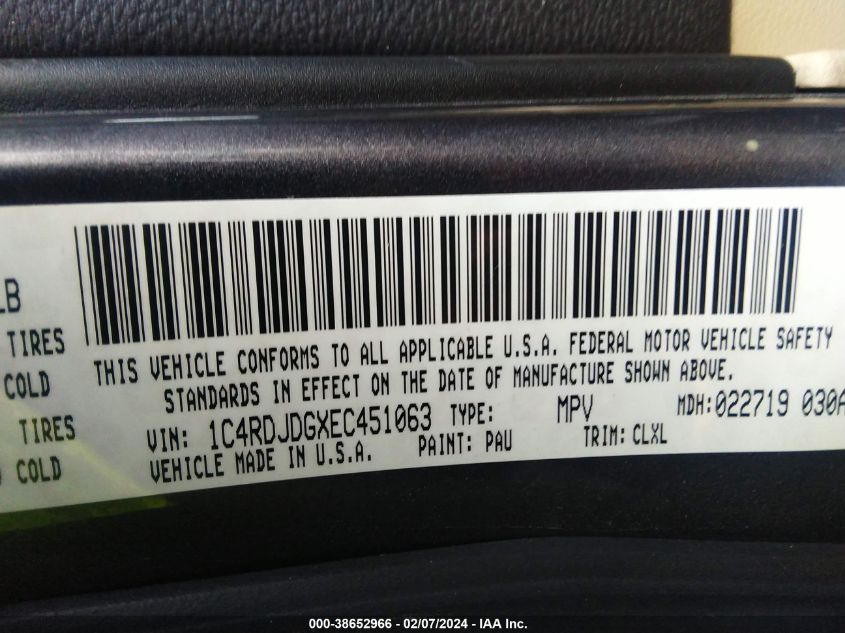 LB
TIRES
COLD
TIRES
COLD
THIS VEHICLE CONFORMS TO ALL APPLICABLE U.S.A. FEDERAL MOTOR VEHICLE SAFETY
STANDARDS IN EFFECT ON THE DATE OF MANUFACTURE SHOWN ABOVE.
VIN: 1C4RDJDGXEC451063 TYPE: MPV MDH:022719 030A
VEHICLE MADE IN U.S.A. PAINT: PAU TRIM: CLXL
000-38652966 - 02/07/2024 - IAA Inc.